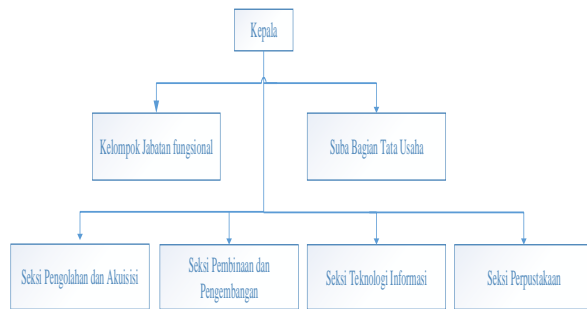 Kepala
Kelompok Jabatan fungsional
Suba Bagian Tata Usaha
Seksi Pengolahan dan Akuisisi
Seksi Pembinaan dan
Pengembangan
Seksi Teknologi Informasi
Seksi Perpustakaan